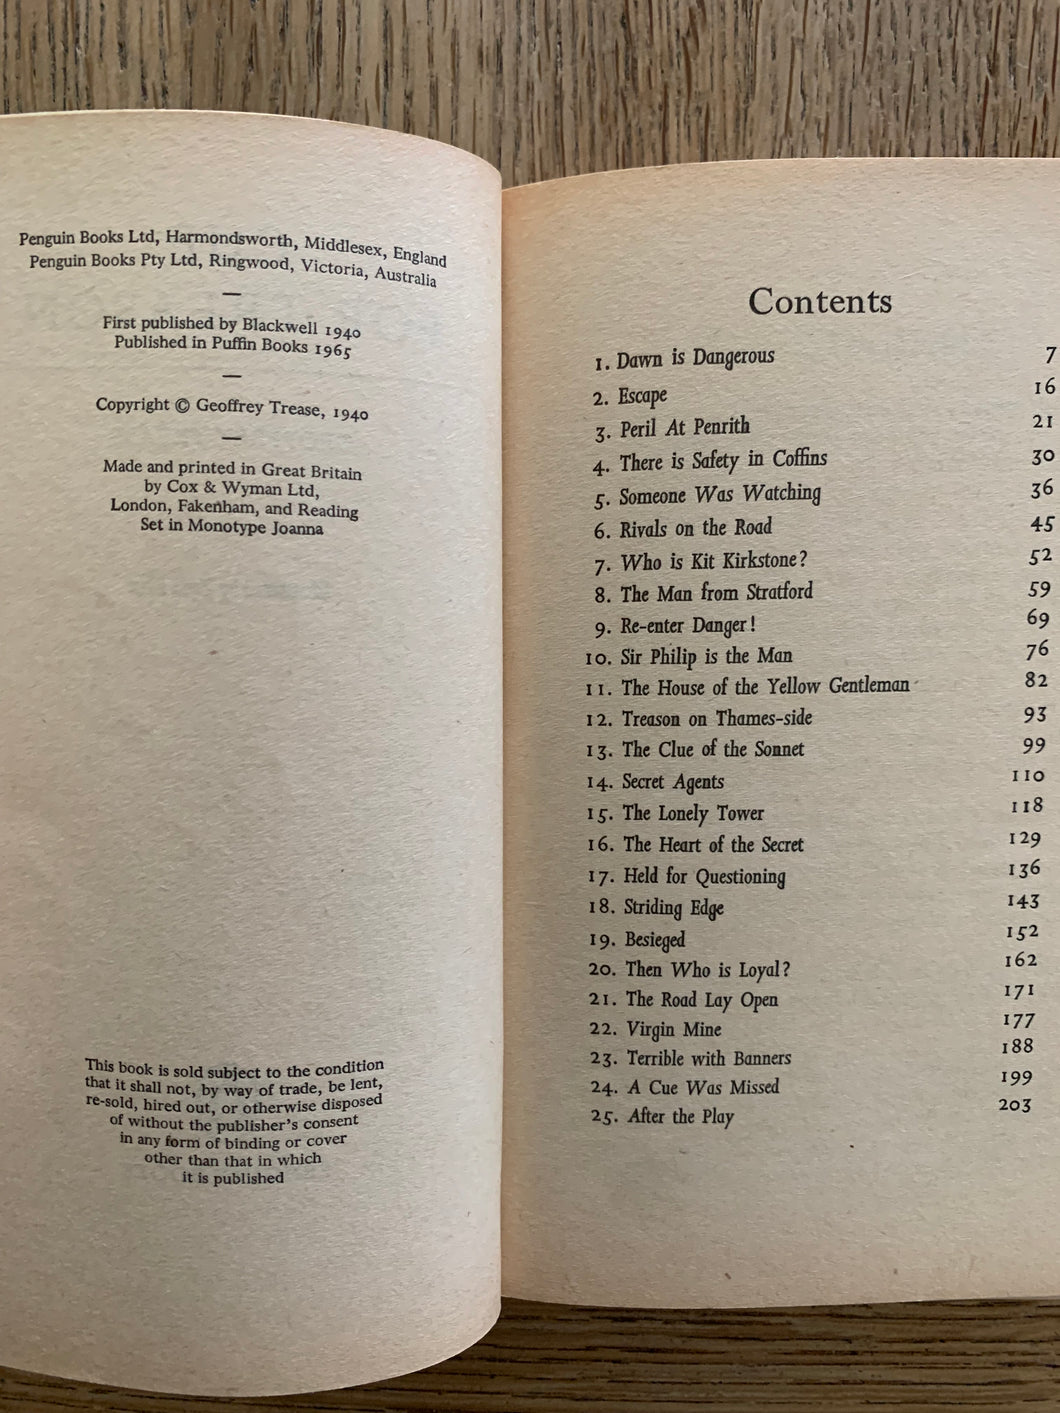 Penguin Books Ltd, Harmondsworth, Middlesex, England
Penguin Books Pty Ltd, Ringwood, Victoria, Australia
—
First published by Blackwell 1940
Published in Puffin Books 1965
—
Copyright © Geoffrey Trease, 1940
—
Made and printed in Great Britain
by Cox & Wyman Ltd,
London, Fakenham, and Reading
Set in Monotype Joanna
This book is sold subject to the condition
that it shall not, by way of trade, be lent,
re-sold, hired out, or otherwise disposed
of without the publisher's consent
in any form of binding or cover
other than that in which
it is published
Contents
1. Dawn is Dangerous 7
2. Escape 16
3. Peril At Penrith 21
4. There is Safety in Coffins 30
5. Someone Was Watching 36
6. Rivals on the Road 45
7. Who is Kit Kirkstone? 52
8. The Man from Stratford 59
9. Re-enter Danger! 69
10. Sir Philip is the Man 76
11. The House of the Yellow Gentleman 82
12. Treason on Thames-side 93
13. The Clue of the Sonnet 99
14. Secret Agents 110
15. The Lonely Tower 118
16. The Heart of the Secret 129
17. Held for Questioning 136
18. Striding Edge 143
19. Besieged 152
20. Then Who is Loyal? 162
21. The Road Lay Open 171
22. Virgin Mine 177
23. Terrible with Banners 188
24. A Cue Was Missed 199
25. After the Play 203